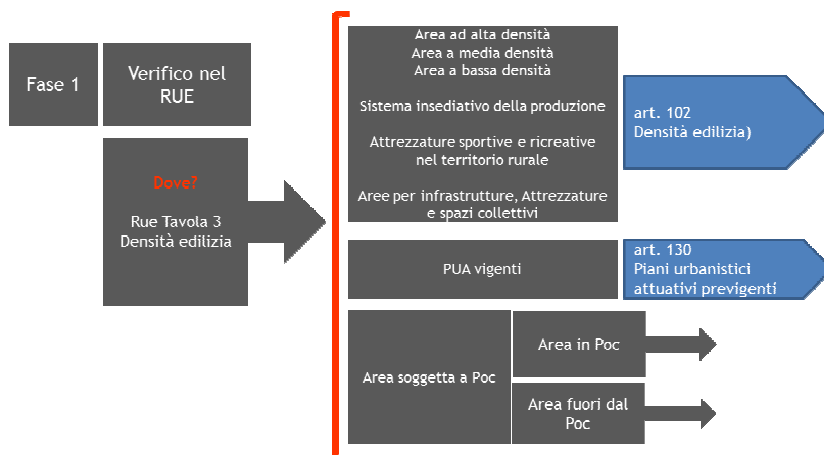 Fase 1
Verifico nel
RUE
Dove?
Rue Tavola 3
Densità edilizia
Area ad alta densità
Area a media densità
Area a bassa densità
Sistema insediativo della produzione
Attrezzature sportive e ricreative
nel territorio rurale
Aree per infrastrutture, Attrezzature
e spazi collettivi
art. 102
Densità edilizia)
PUA vigenti
art. 130
Piani urbanistici
attuativi previgenti
Area soggetta a Poc
Area in Poc
Area fuori dal
Poc